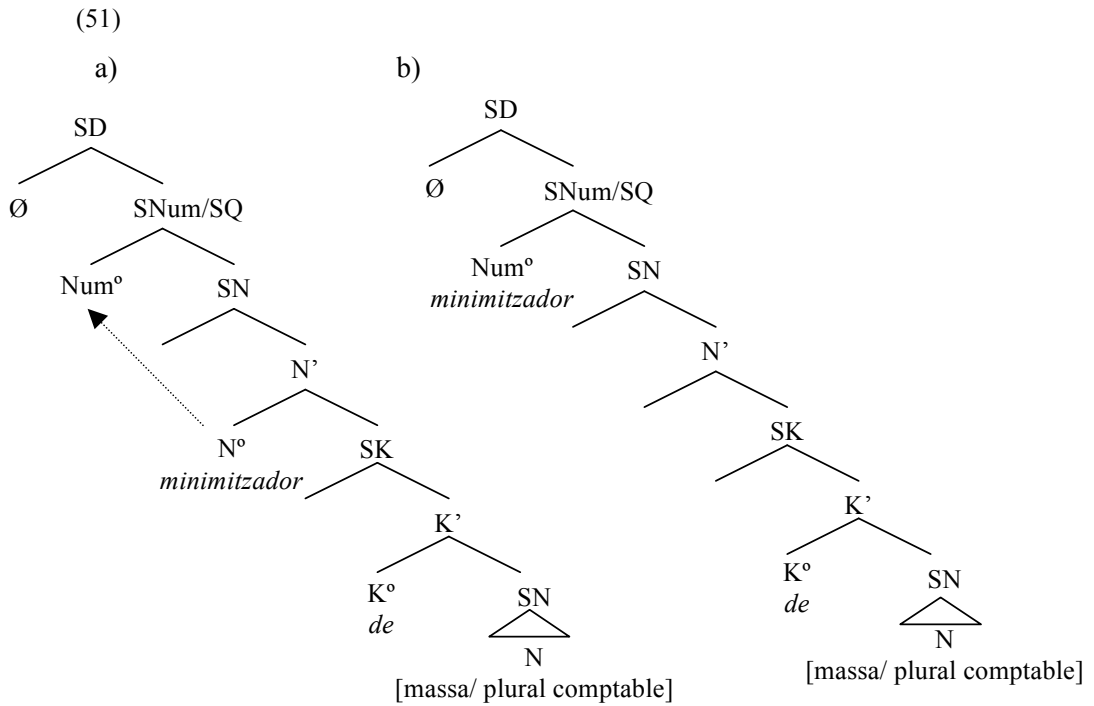 (51)
a) b)
SD SD
Ø SNum/SQ Ø SNum/SQ
Numº SN Numº SN
minimitzador
N’ N’
Nº SK SK
minimitzador
K’ K’
Kº SN Kº SN
de de
N N
[massa/ plural comptable] [massa/ plural comptable]